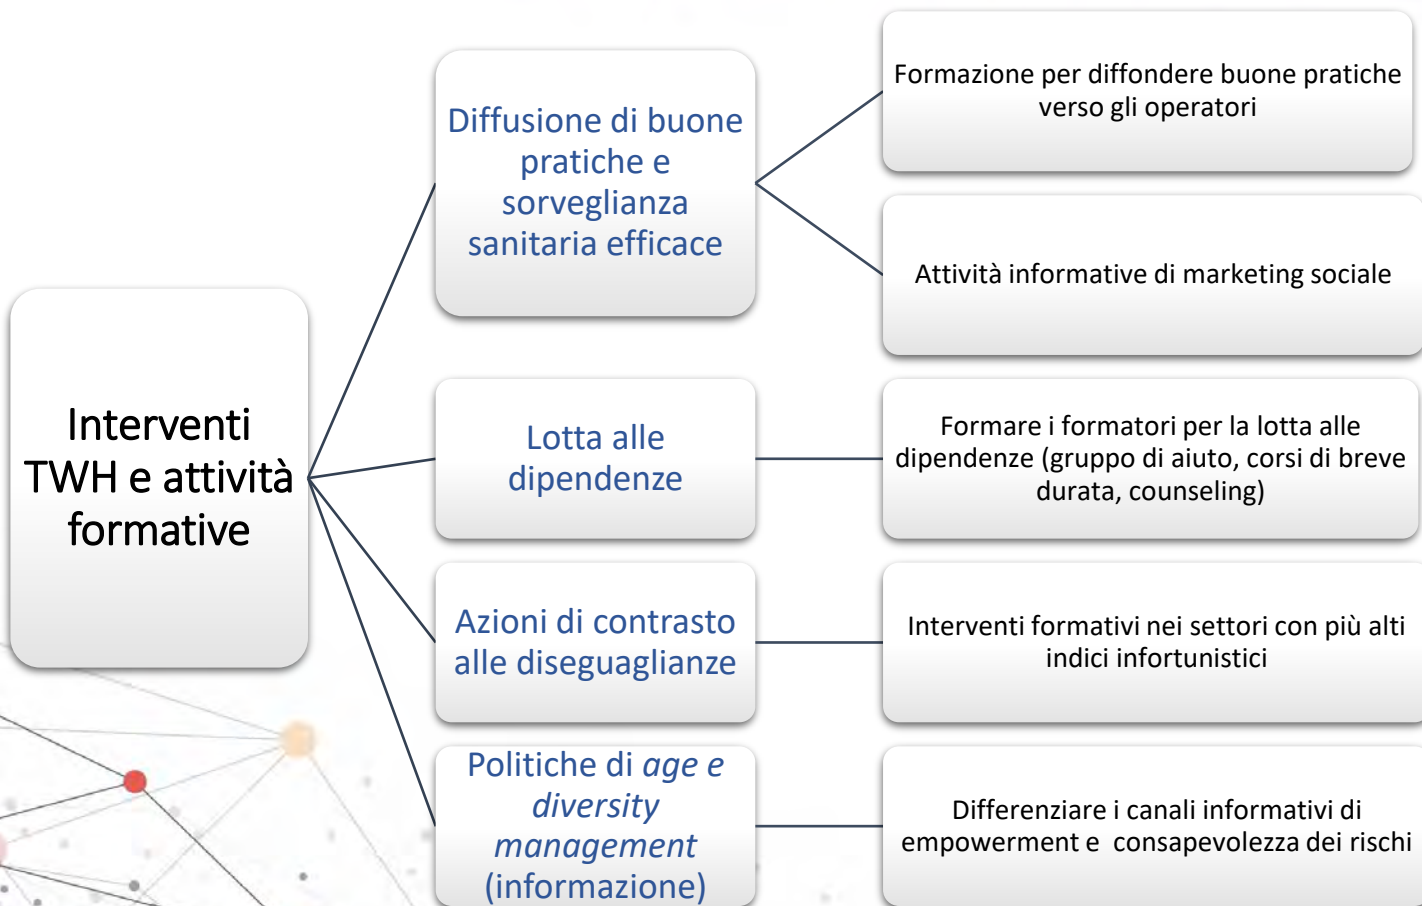 Interventi
TWH e attività
formative
Diffusione di buone
pratiche e
sorveglianza
sanitaria efficace
Formazione per diffondere buone pratiche
verso gli operatori
Attività informative di marketing sociale
Lotta alle
dipendenze
Formare i formatori per la lotta alle
dipendenze (gruppo di aiuto, corsi di breve
durata, counseling)
Azioni di contrasto
alle diseguaglianze
Interventi formativi nei settori con più alti
indici infortunistici
Politiche di age e
diversity
management
(informazione)
Differenziare i canali informativi di
empowerment e  consapevolezza dei rischi